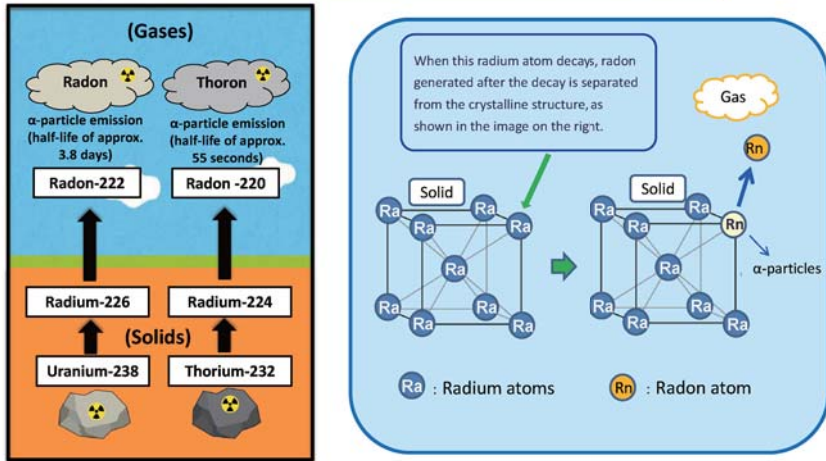 (Gases)
Radon
Thoron
α-particle emission
(half-life of approx.
3.8 days)
α-particle emission
(half-life of approx.
55 seconds)
Radon-222
Radon -220
Radium-226
Radium-224
(Solids)
Uranium-238
Thorium-232
When this radium atom decays, radon
generated after the decay is separated
from the crystalline structure, as
shown in the image on the right.
Gas
Rn
Solid
Ra
Ra
Ra
Ra
Ra
Ra
Ra
Ra
Ra
Solid
Ra
Ra
Ra
Rn
Ra
Ra
Ra
Ra
Ra
α-particles
Ra : Radium atoms
Rn : Radon atom